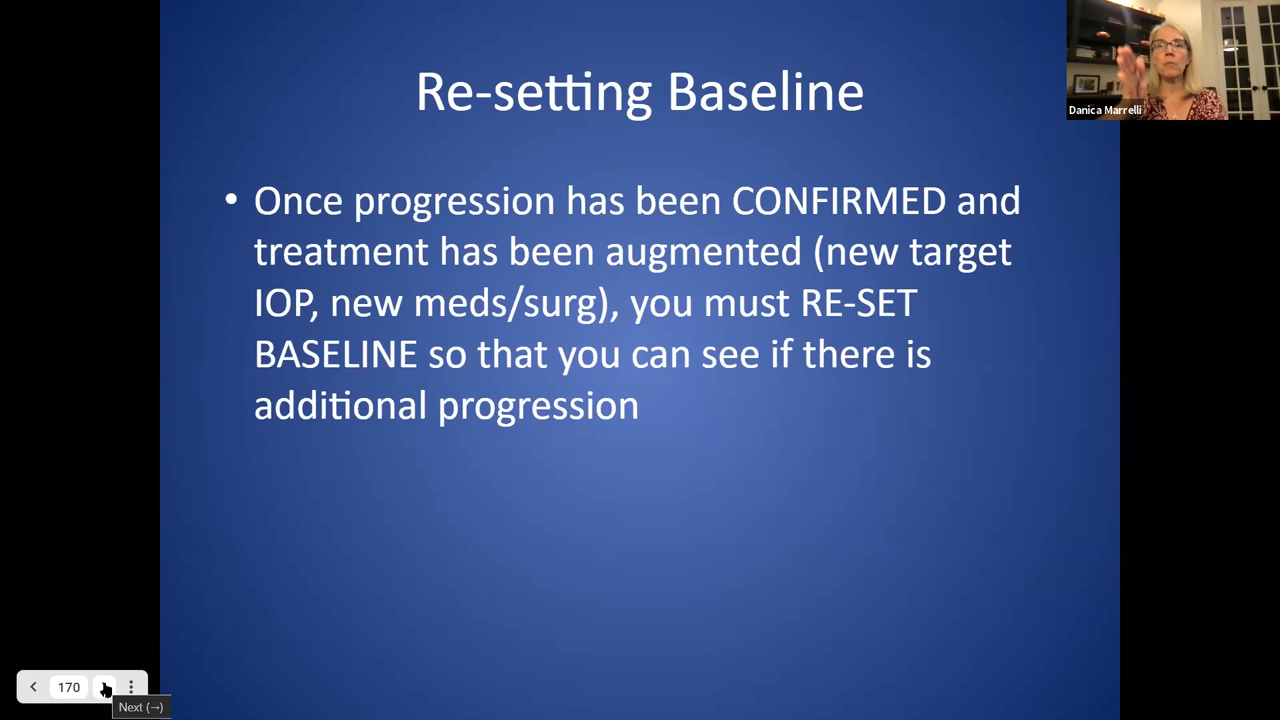 Re-setting Baseline
Danica Marrelli
• Once progression has been CONFIRMED and
treatment has been augmented (new target
IOP, new meds/surg), you must RE-SET
BASELINE so that you can see if there is
additional progression
170
Next (→)